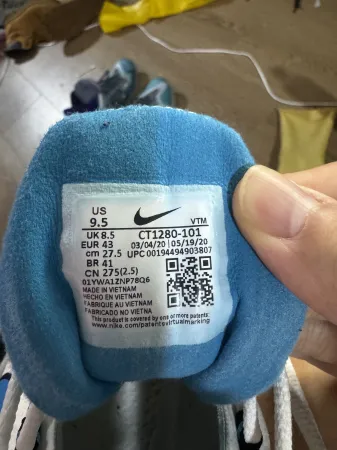 US
9.5
VTM
UK 8.5
CT1280-101
EUR 43
03/04/20 05/19/20
cm 27.5
UPC 00194494903807
BR 41
CN 275(2.5)
01YWA1ZNP78Q6
MADE IN VIETNAM
HECHO EN VIETNAM
FABRIQUE AU VIETNAM
FABRICADO NO VIETNA
This product is covered by one or more patents:
www.nike.com/patentsvirtualmarking